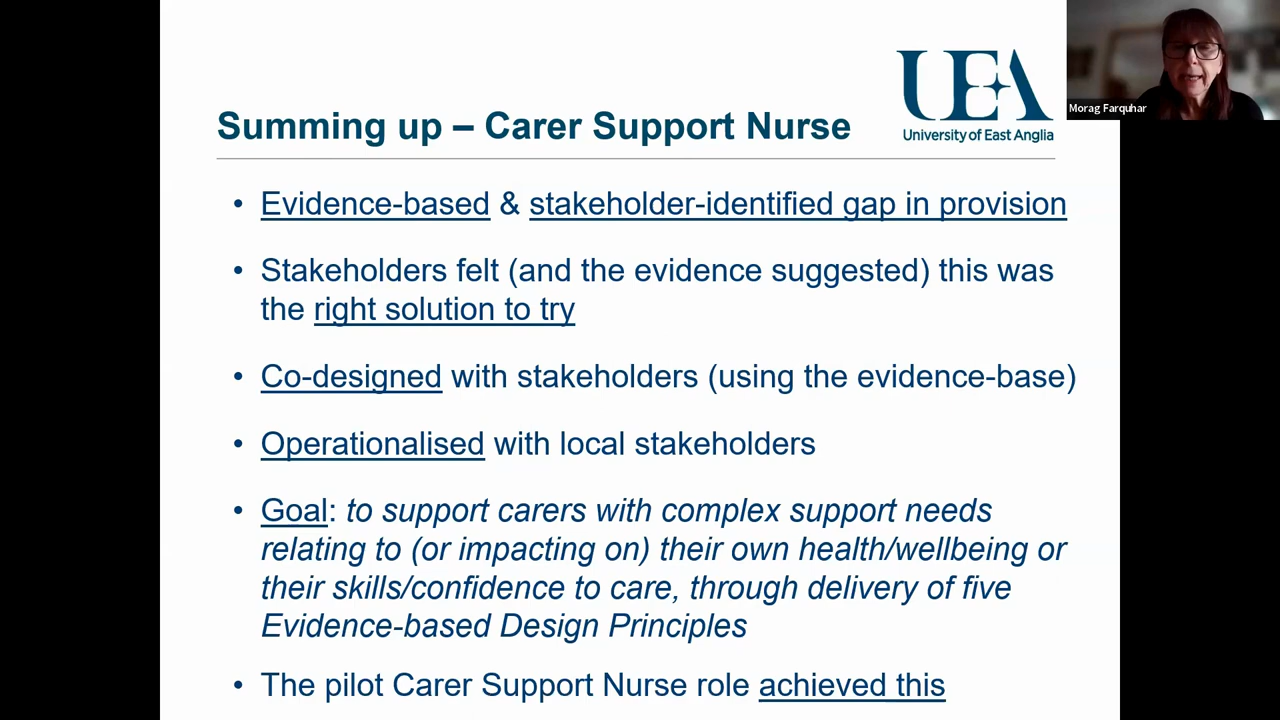 UEA
University of East Anglia
Morag Farquhar
Summing up – Carer Support Nurse
• Evidence-based & stakeholder-identified gap in provision
• Stakeholders felt (and the evidence suggested) this was
the right solution to try
• Co-designed with stakeholders (using the evidence-base)
• Operationalised with local stakeholders
• Goal: to support carers with complex support needs
relating to (or impacting on) their own health/wellbeing or
their skills/confidence to care, through delivery of five
Evidence-based Design Principles
• The pilot Carer Support Nurse role achieved this